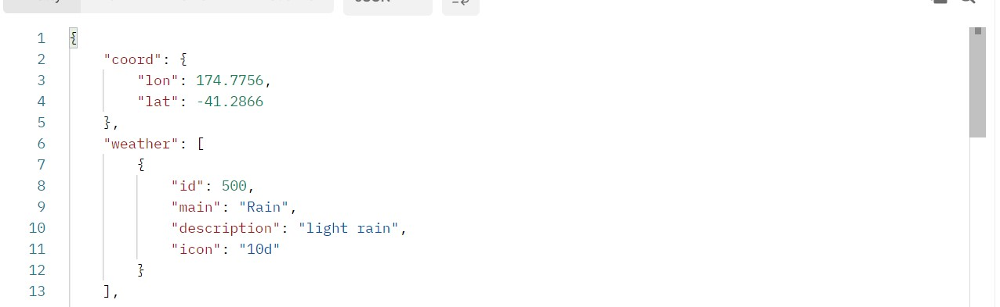 1 {
2 "coord": {
3 "lon": 174.7756,
4 "lat": -41.2866
5 },
6 "weather": [
7 {
8 "id": 500,
9 "main": "Rain",
10 "description": "light rain",
11 "icon": "10d"
12 }
13 ],